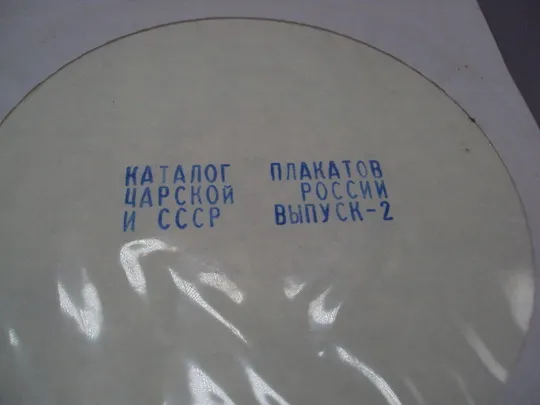 КАТАЛОГ ПЛАКАТОВ
ЦАРСКОЙ РОССИИ
И СССР ВЫПУСК-2